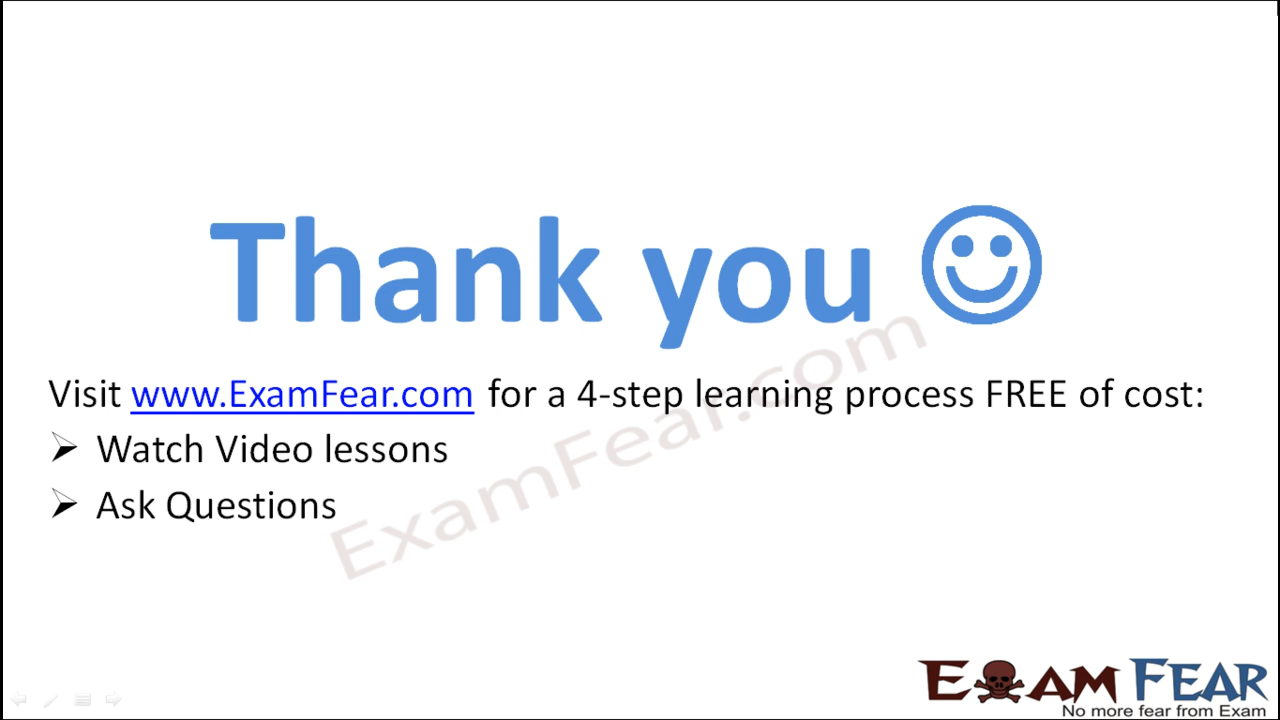 Thank you
Visit www.ExamFear.com for a 4-step learning process FREE of cost:
Watch Video lessons
Ask Questions
ExamFear.com
EXAM FEAR
No more fear from Exam